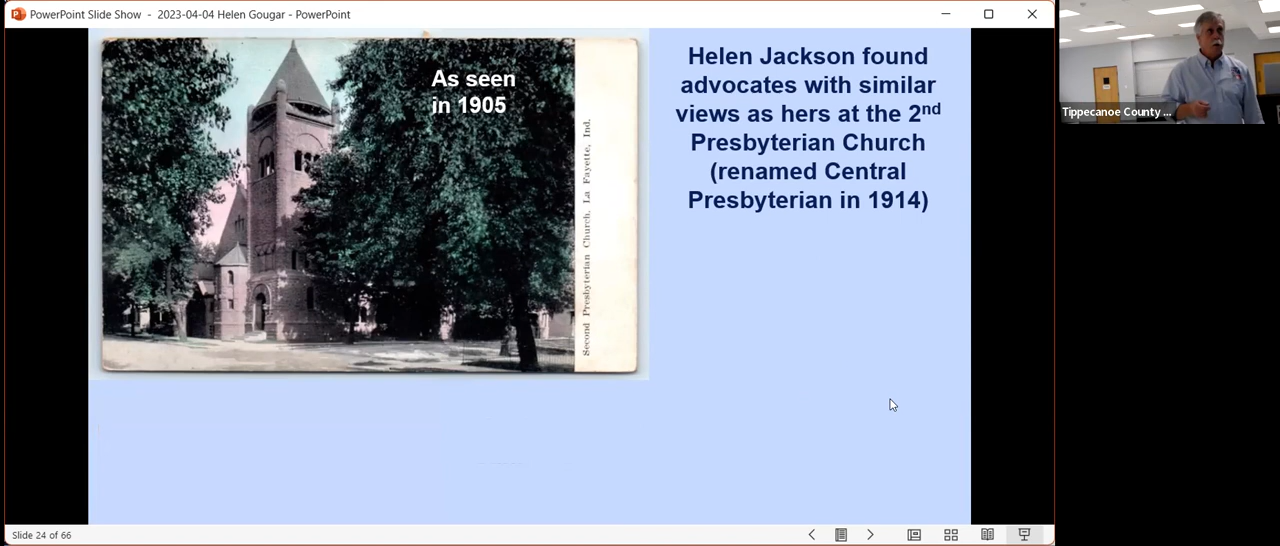 PowerPoint Slide Show - 2023-04-04 Helen Gougar - PowerPoint
As seen
in 1905
Second Presbyterian Church, La Fayette, Ind.
Helen Jackson found
advocates with similar
views as hers at the 2nd
Presbyterian Church
(renamed Central
Presbyterian in 1914)
Tippecanoe County ...
Slide 24 of 66